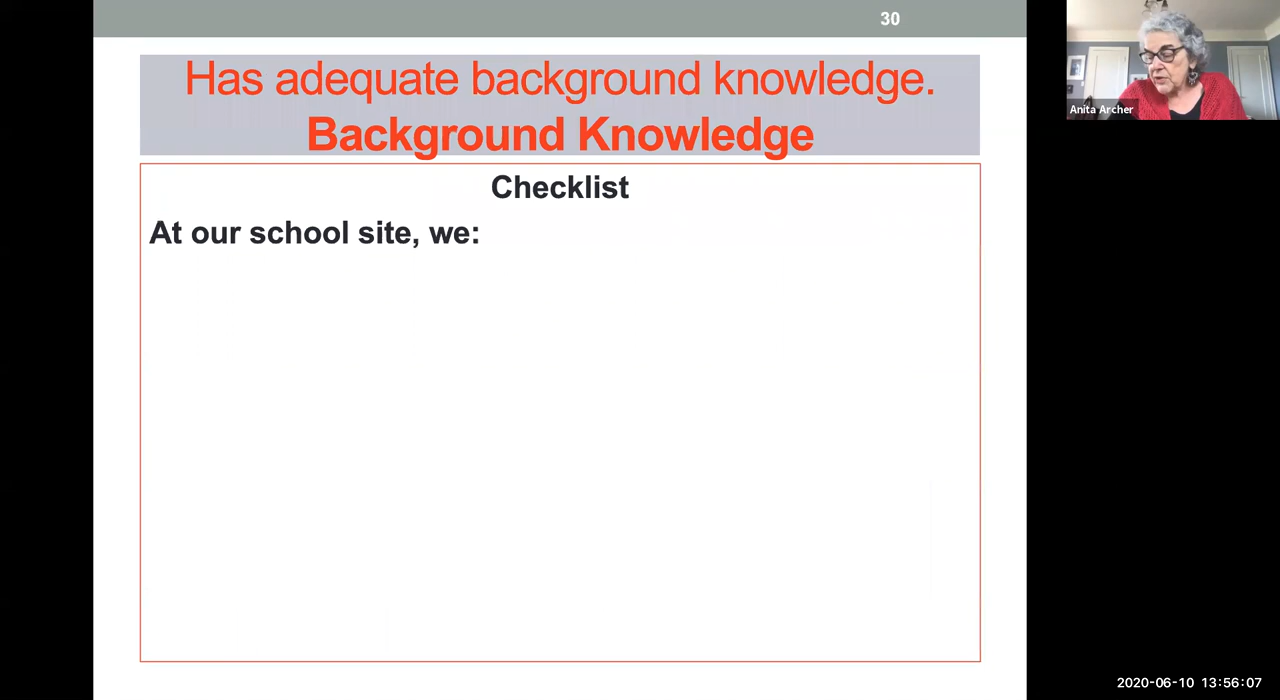 30
Has adequate background knowledge.
Background Knowledge
Checklist
At our school site, we:
Anita Archer
2020-06-10 13:56:07